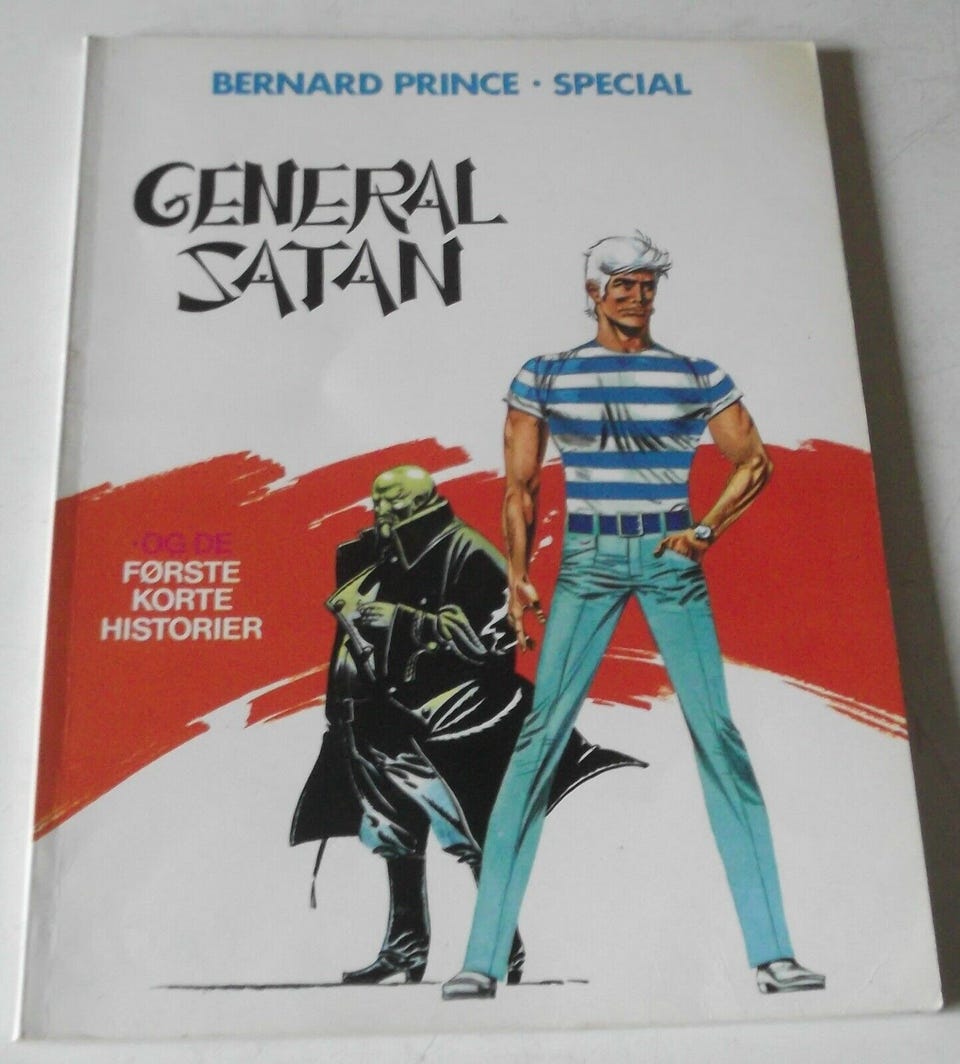 BERNARD PRINCE · SPECIAL
GENERAL
SATAN
·OG DE
FØRSTE
KORTE
HISTORIER